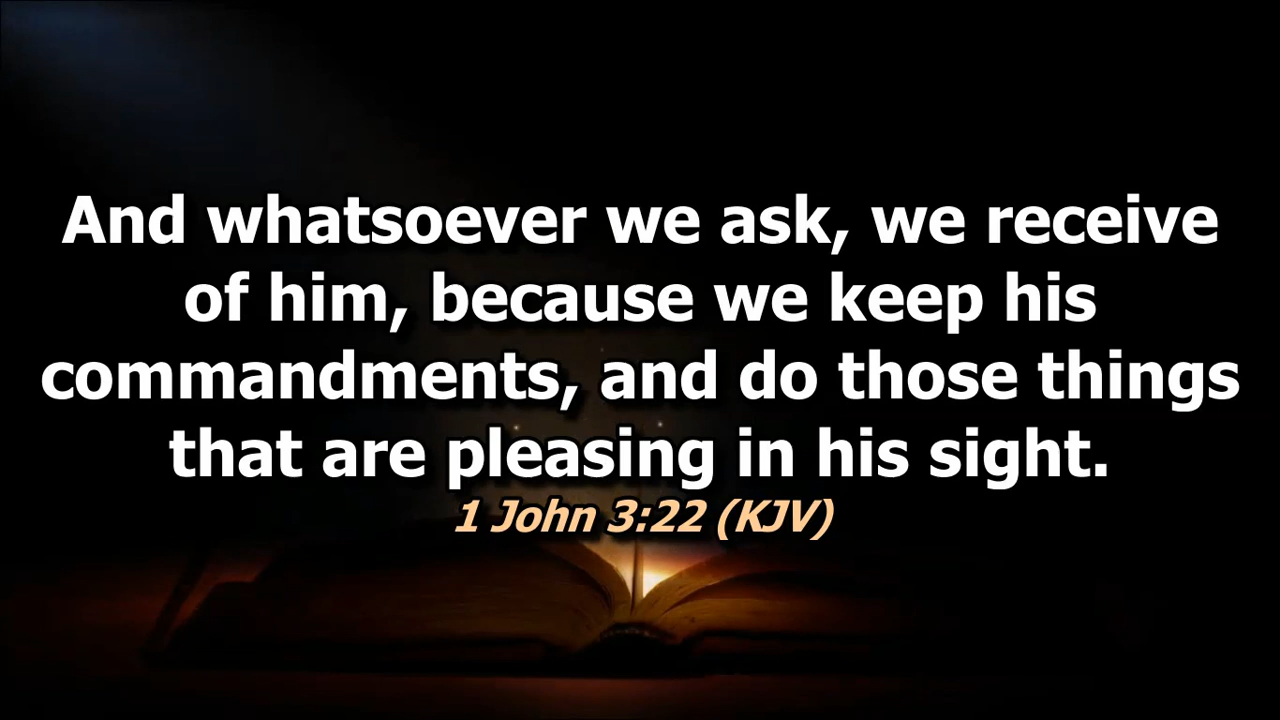 And whatsoever we ask, we receive
of him, because we keep his
commandments, and do those things
that are pleasing in his sight.
1 John 3:22 (KJV)